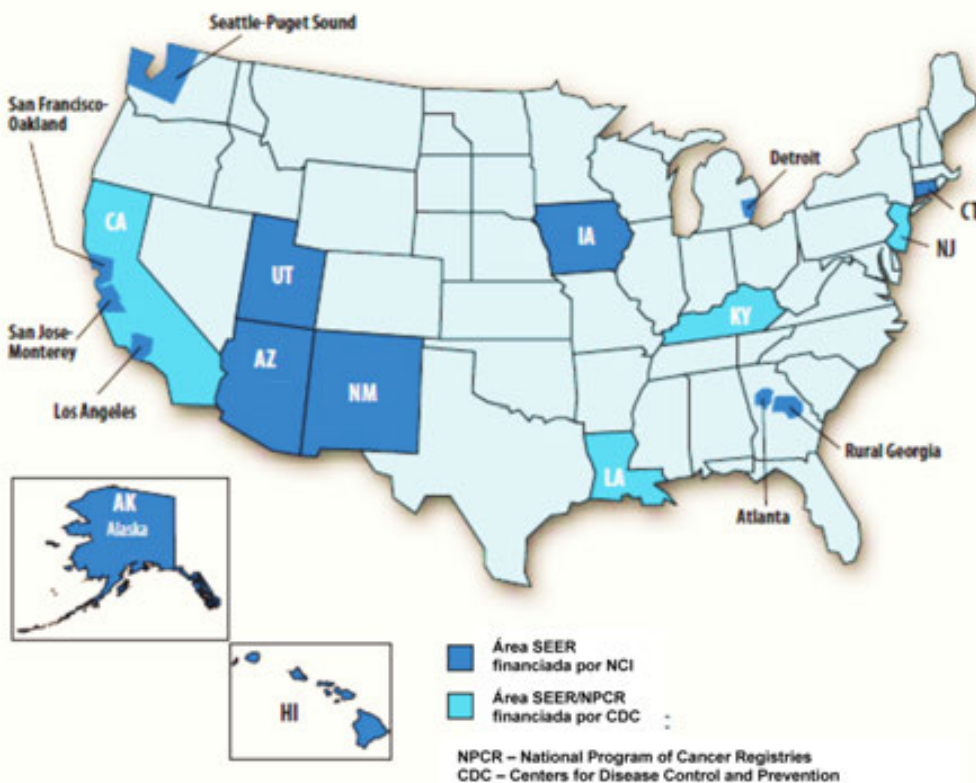 Seattle-Puget Sound
San Francisco-
Oakland
Detroit
CT
NJ
CA
IA
UT
KY
San Jose-
Monterey
AZ
NM
Los Angeles
Rural Georgia
LA
Atlanta
AK
Alaska
HI
Área SEER
financiada por NCI
Área SEER/NPCR
financiada por CDC
:
NPCR – National Program of Cancer Registries
CDC – Centers for Disease Control and Prevention